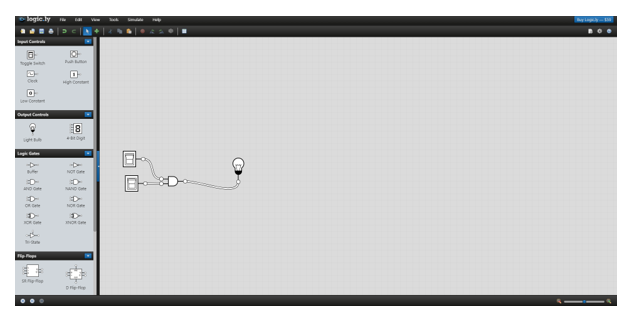 logic.ly File Edit View Tools Simulate Help Buy Logic.ly — $59
Input Controls
Toggle Switch Push Button
Clock High Constant
Low Constant
Output Controls
Light Bulb 4-Bit Digit
Logic Gates
Buffer NOT Gate
AND Gate NAND Gate
OR Gate NOR Gate
XOR Gate XNOR Gate
Tri-State
Flip-Flops
SR Flip-Flop D Flip-Flop